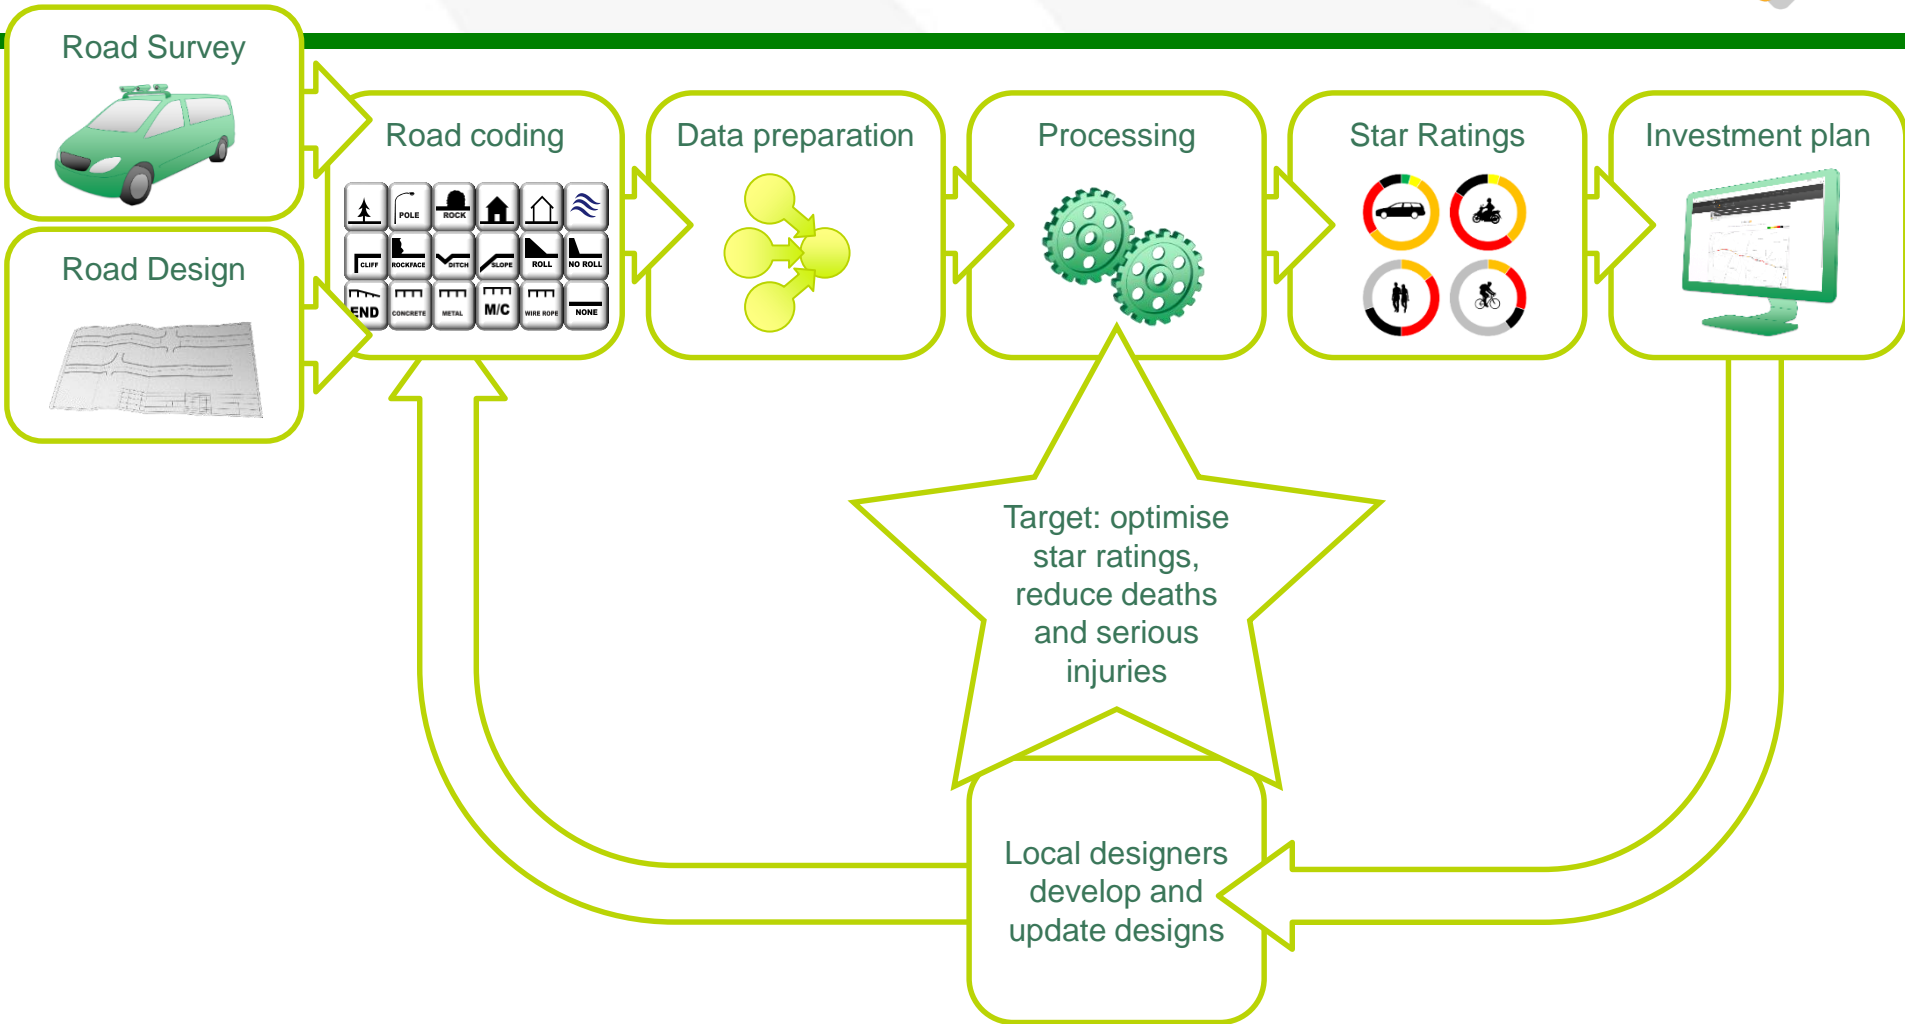 Road Survey
Road Design
Road coding
POLE
ROCK
CLIFF
ROCKFACE
DITCH
SLOPE
ROLL
NO ROLL
END
CONCRETE
METAL
M/C
WIRE ROPE
NONE
Data preparation
Processing
Star Ratings
Investment plan
Target: optimise
star ratings,
reduce deaths
and serious
injuries
Local designers
develop and
update designs